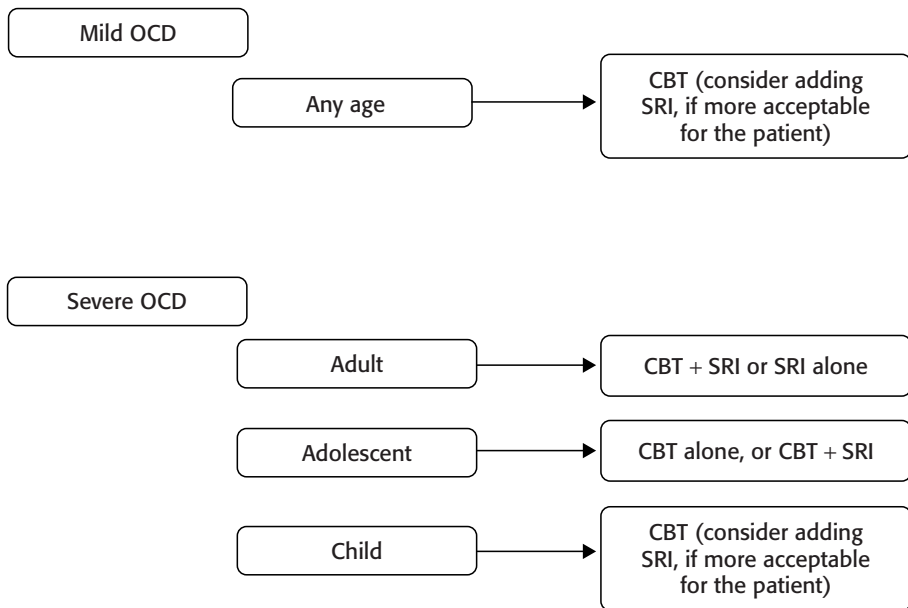 Mild OCD
Any age
CBT (consider adding
SRI, if more acceptable
for the patient)
Severe OCD
Adult
CBT + SRI or SRI alone
Adolescent
CBT alone, or CBT + SRI
Child
CBT (consider adding
SRI, if more acceptable
for the patient)